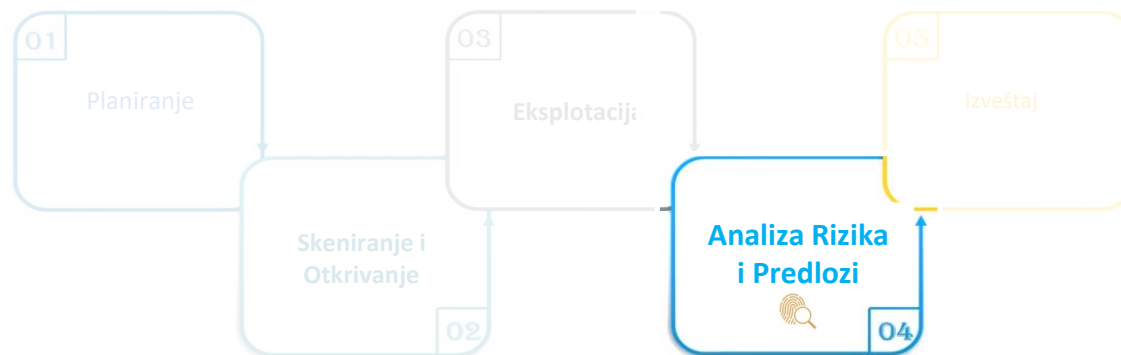 01
Planiranje
Skeniranje i
Otkrivanje
02
03
Eksplotacija
Analiza Rizika
i Predlozi
04
05
Izveštaj